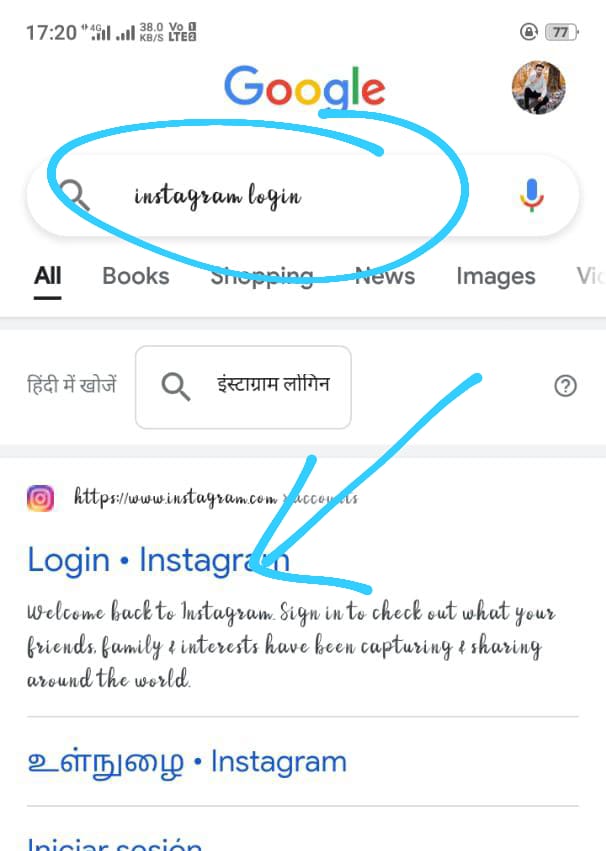 17:20 4G 38.0 KB/S Vo 1 LTE2 77
Google
instagram login
All Books Shopping News Images Vi
हिंदी में खोजें इंस्टाग्राम लोगिन
https://www.instagram.com › accounts
Login • Instagram
Welcome back to Instagram. Sign in to check out what your
friends, family & interests have been capturing & sharing
around the world.
உள்நுழை • Instagram
Iniciar sesión